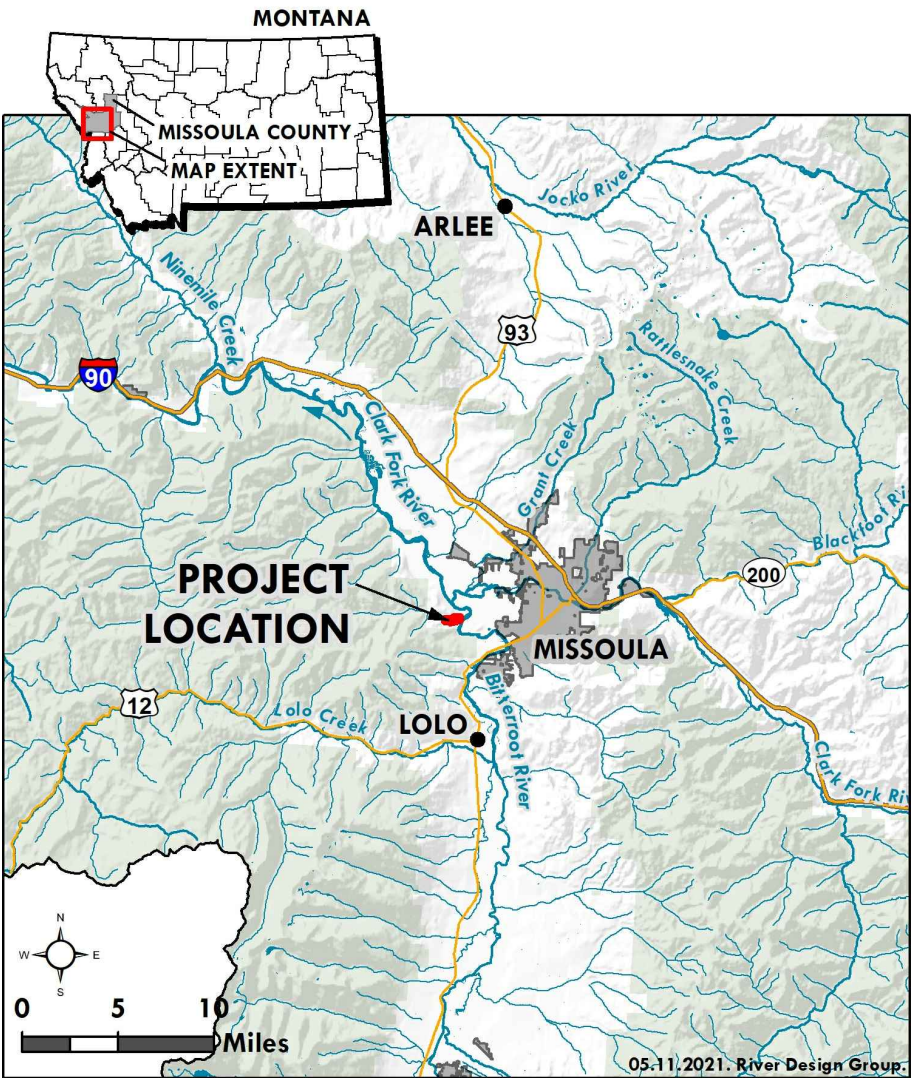 MONTANA
MISSOULA COUNTY
MAP EXTENT
Jocko River
ARLEE
Ninemile Creek
93
Rattlesnake Creek
90
Clark Fork River
Grant Creek
Blackfoot Ri
200
PROJECT
LOCATION
MISSOULA
12
Lolo Creek
LOLO
Bitterroot River
Clark Fork Riv
N
W E
S
0 5 10
Miles
05.11.2021. River Design Group.